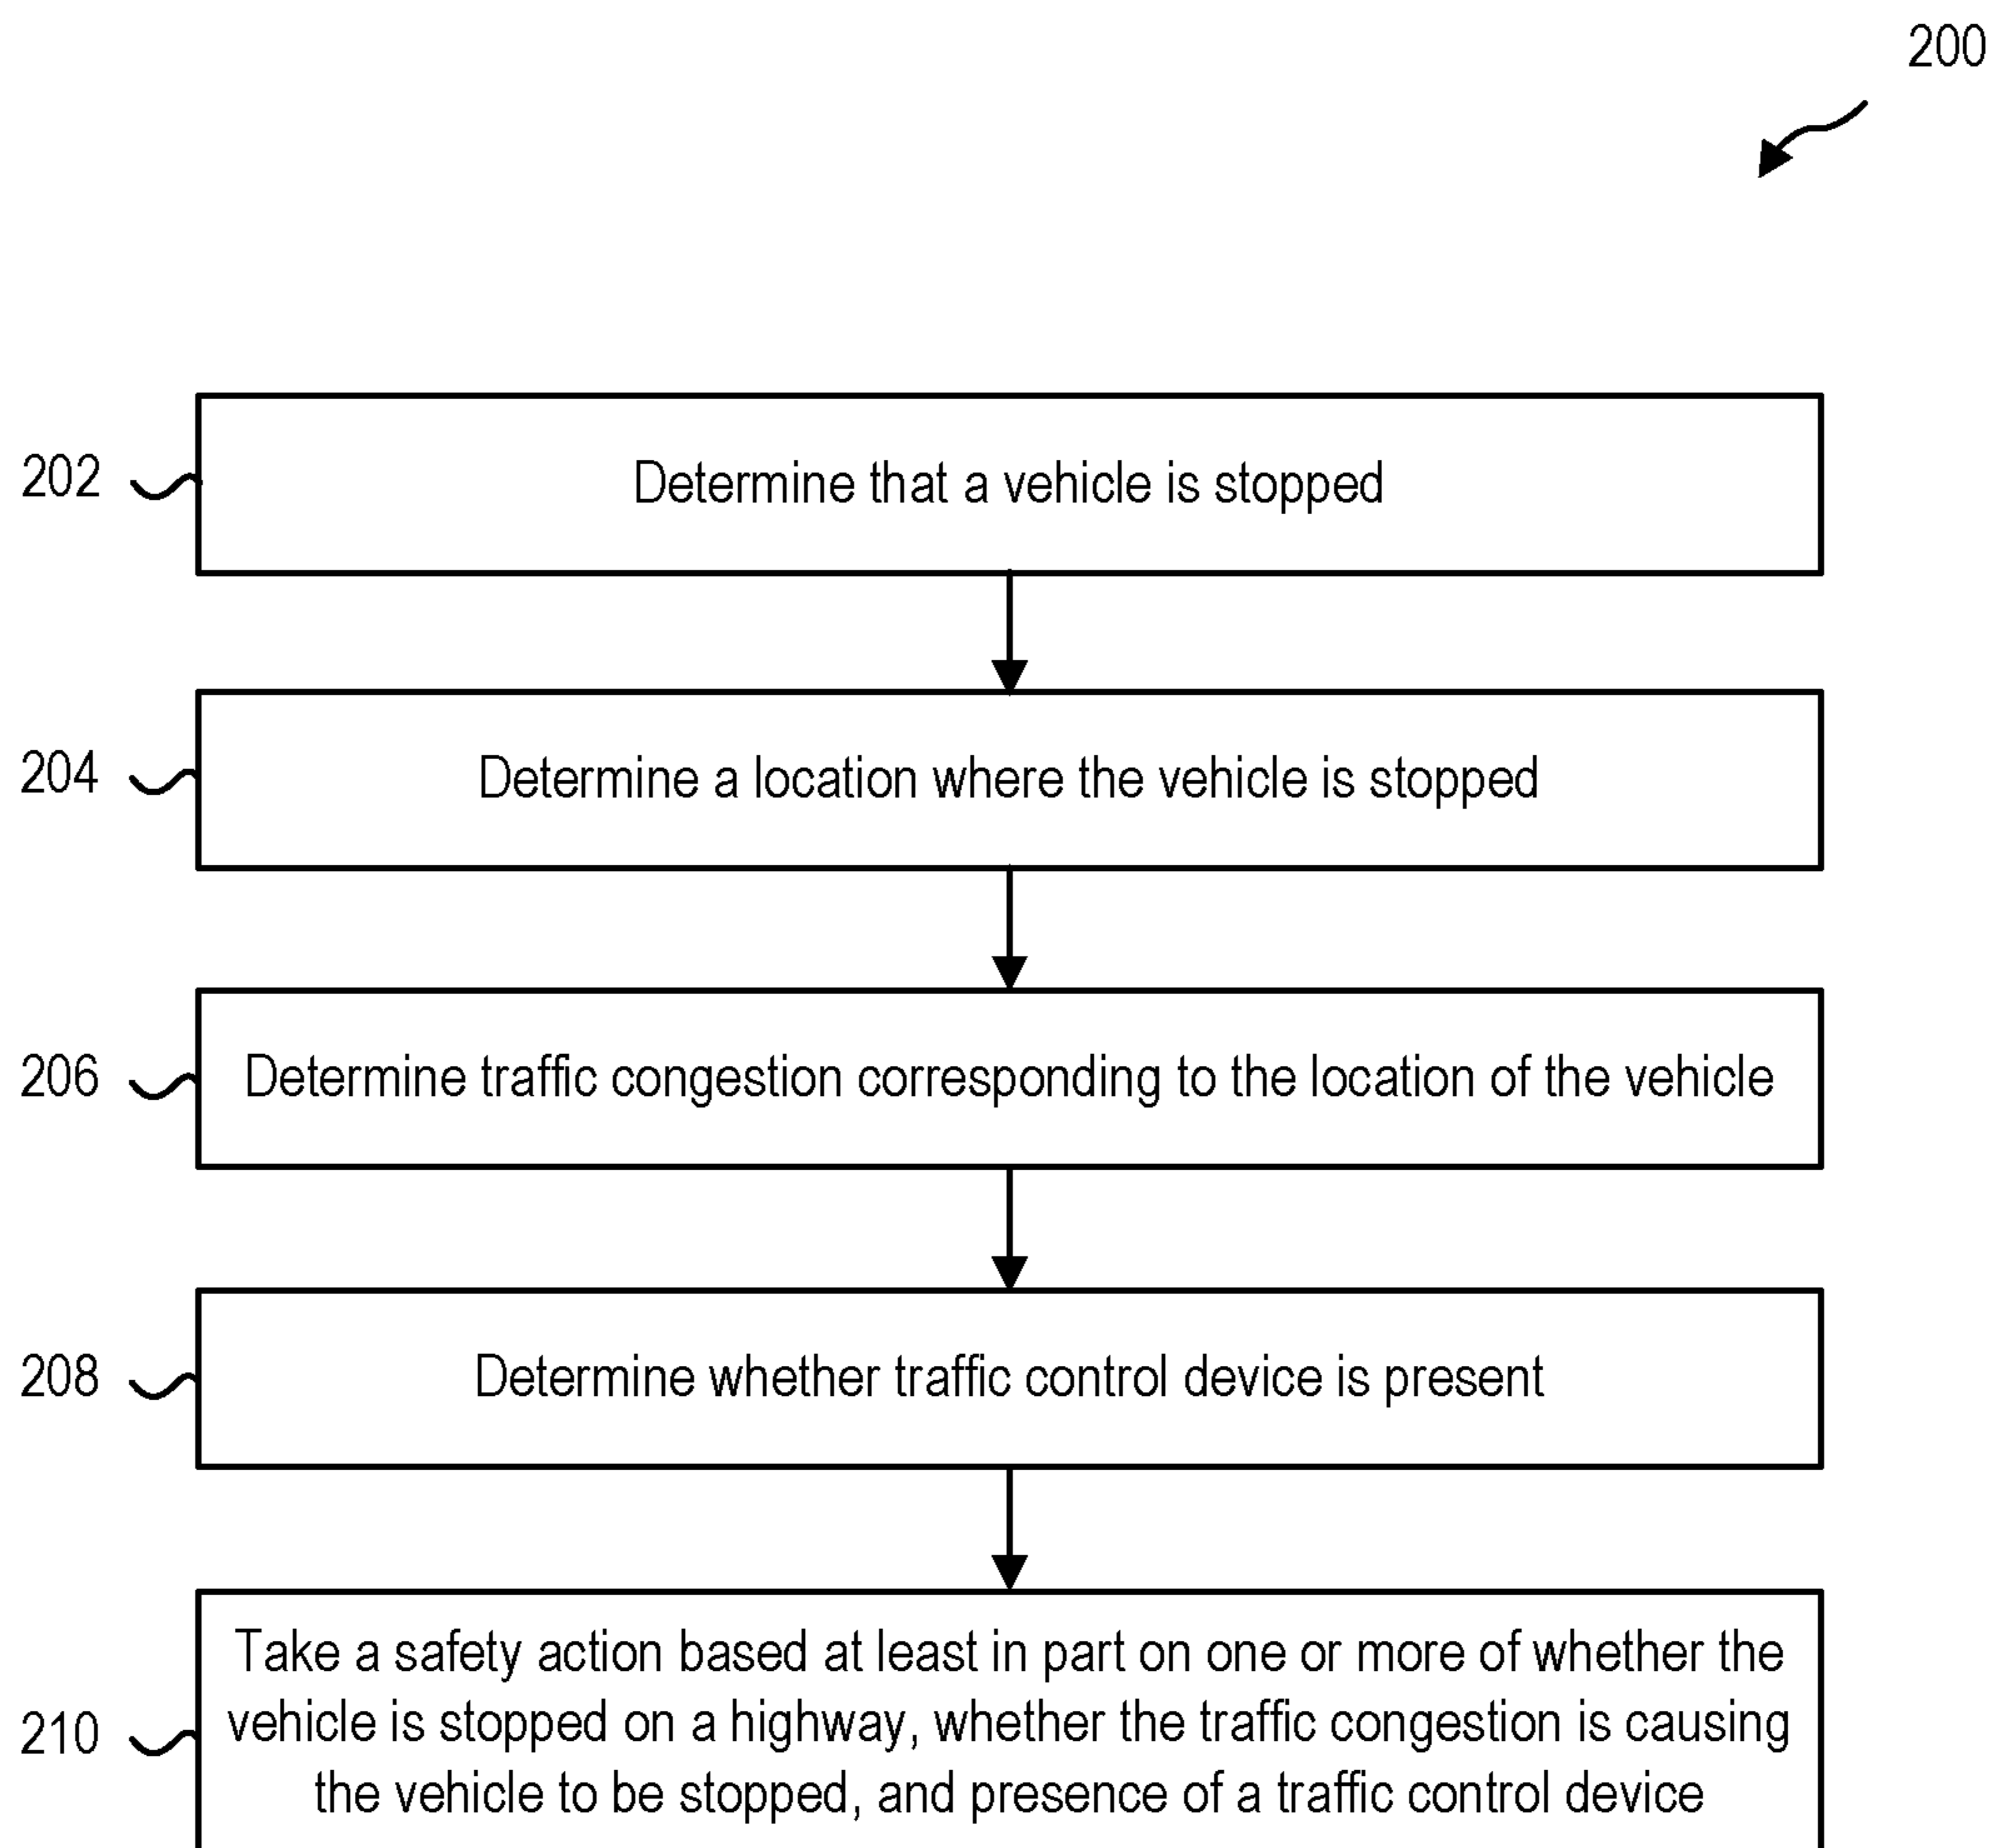 200
202
Determine that a vehicle is stopped
204
Determine a location where the vehicle is stopped
206
Determine traffic congestion corresponding to the location of the vehicle
208
Determine whether traffic control device is present
210
Take a safety action based at least in part on one or more of whether the
vehicle is stopped on a highway, whether the traffic congestion is causing
the vehicle to be stopped, and presence of a traffic control device